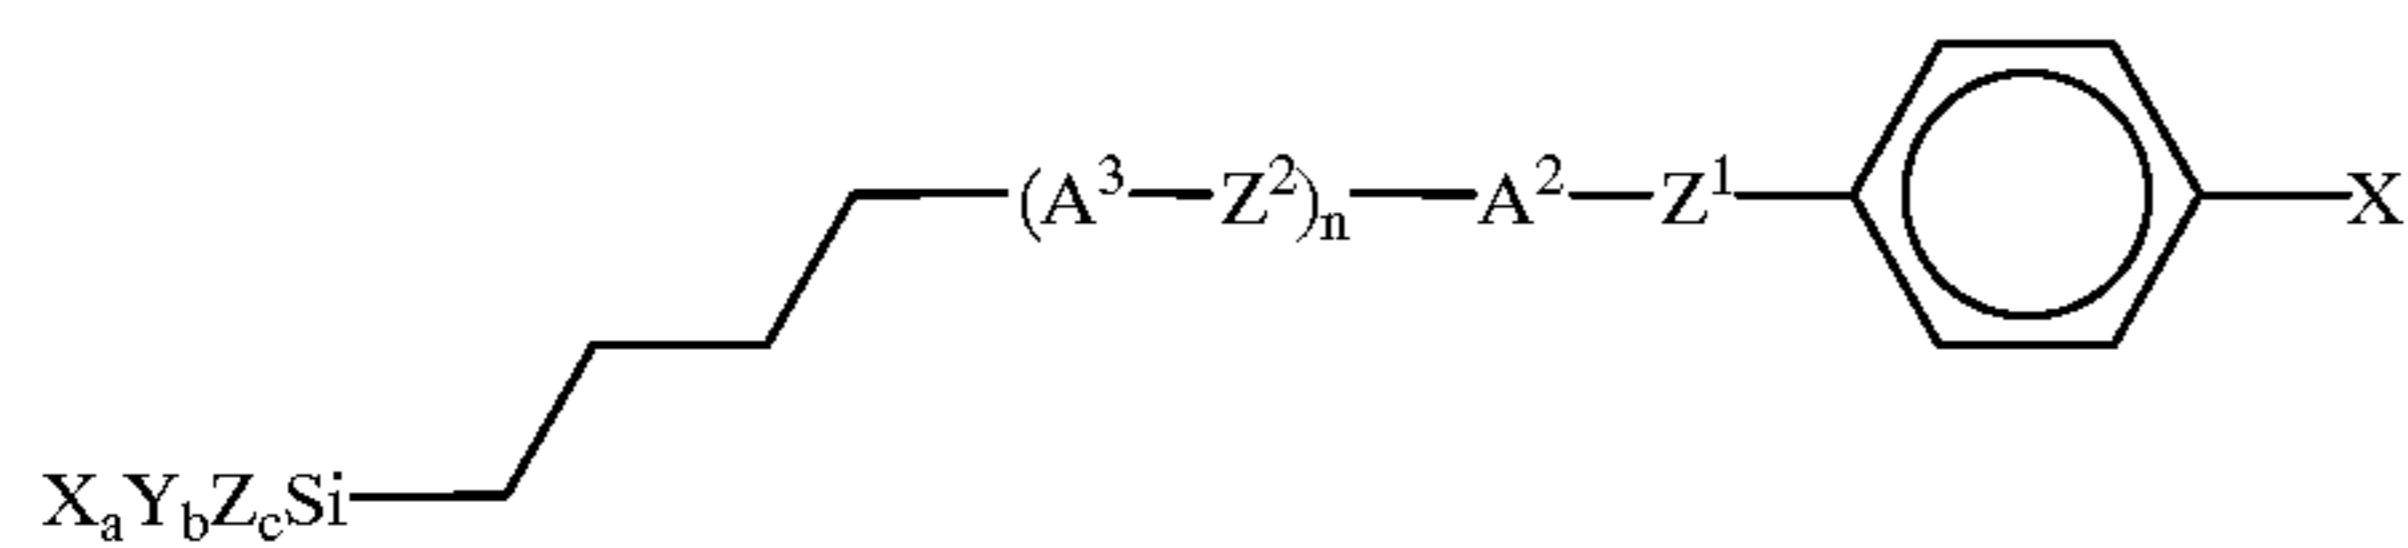 (A³—Z²)ₙ—A²—Z¹ X
XₐY_bZ_cSi